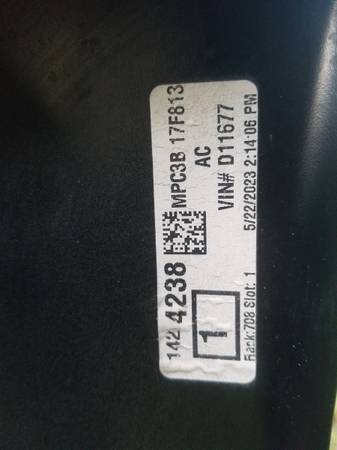 142 4238 MPC3B 17F813
AC
1 VIN# D11677
Rack:708 Slot: 1 5/22/2023 2:14:06 PM